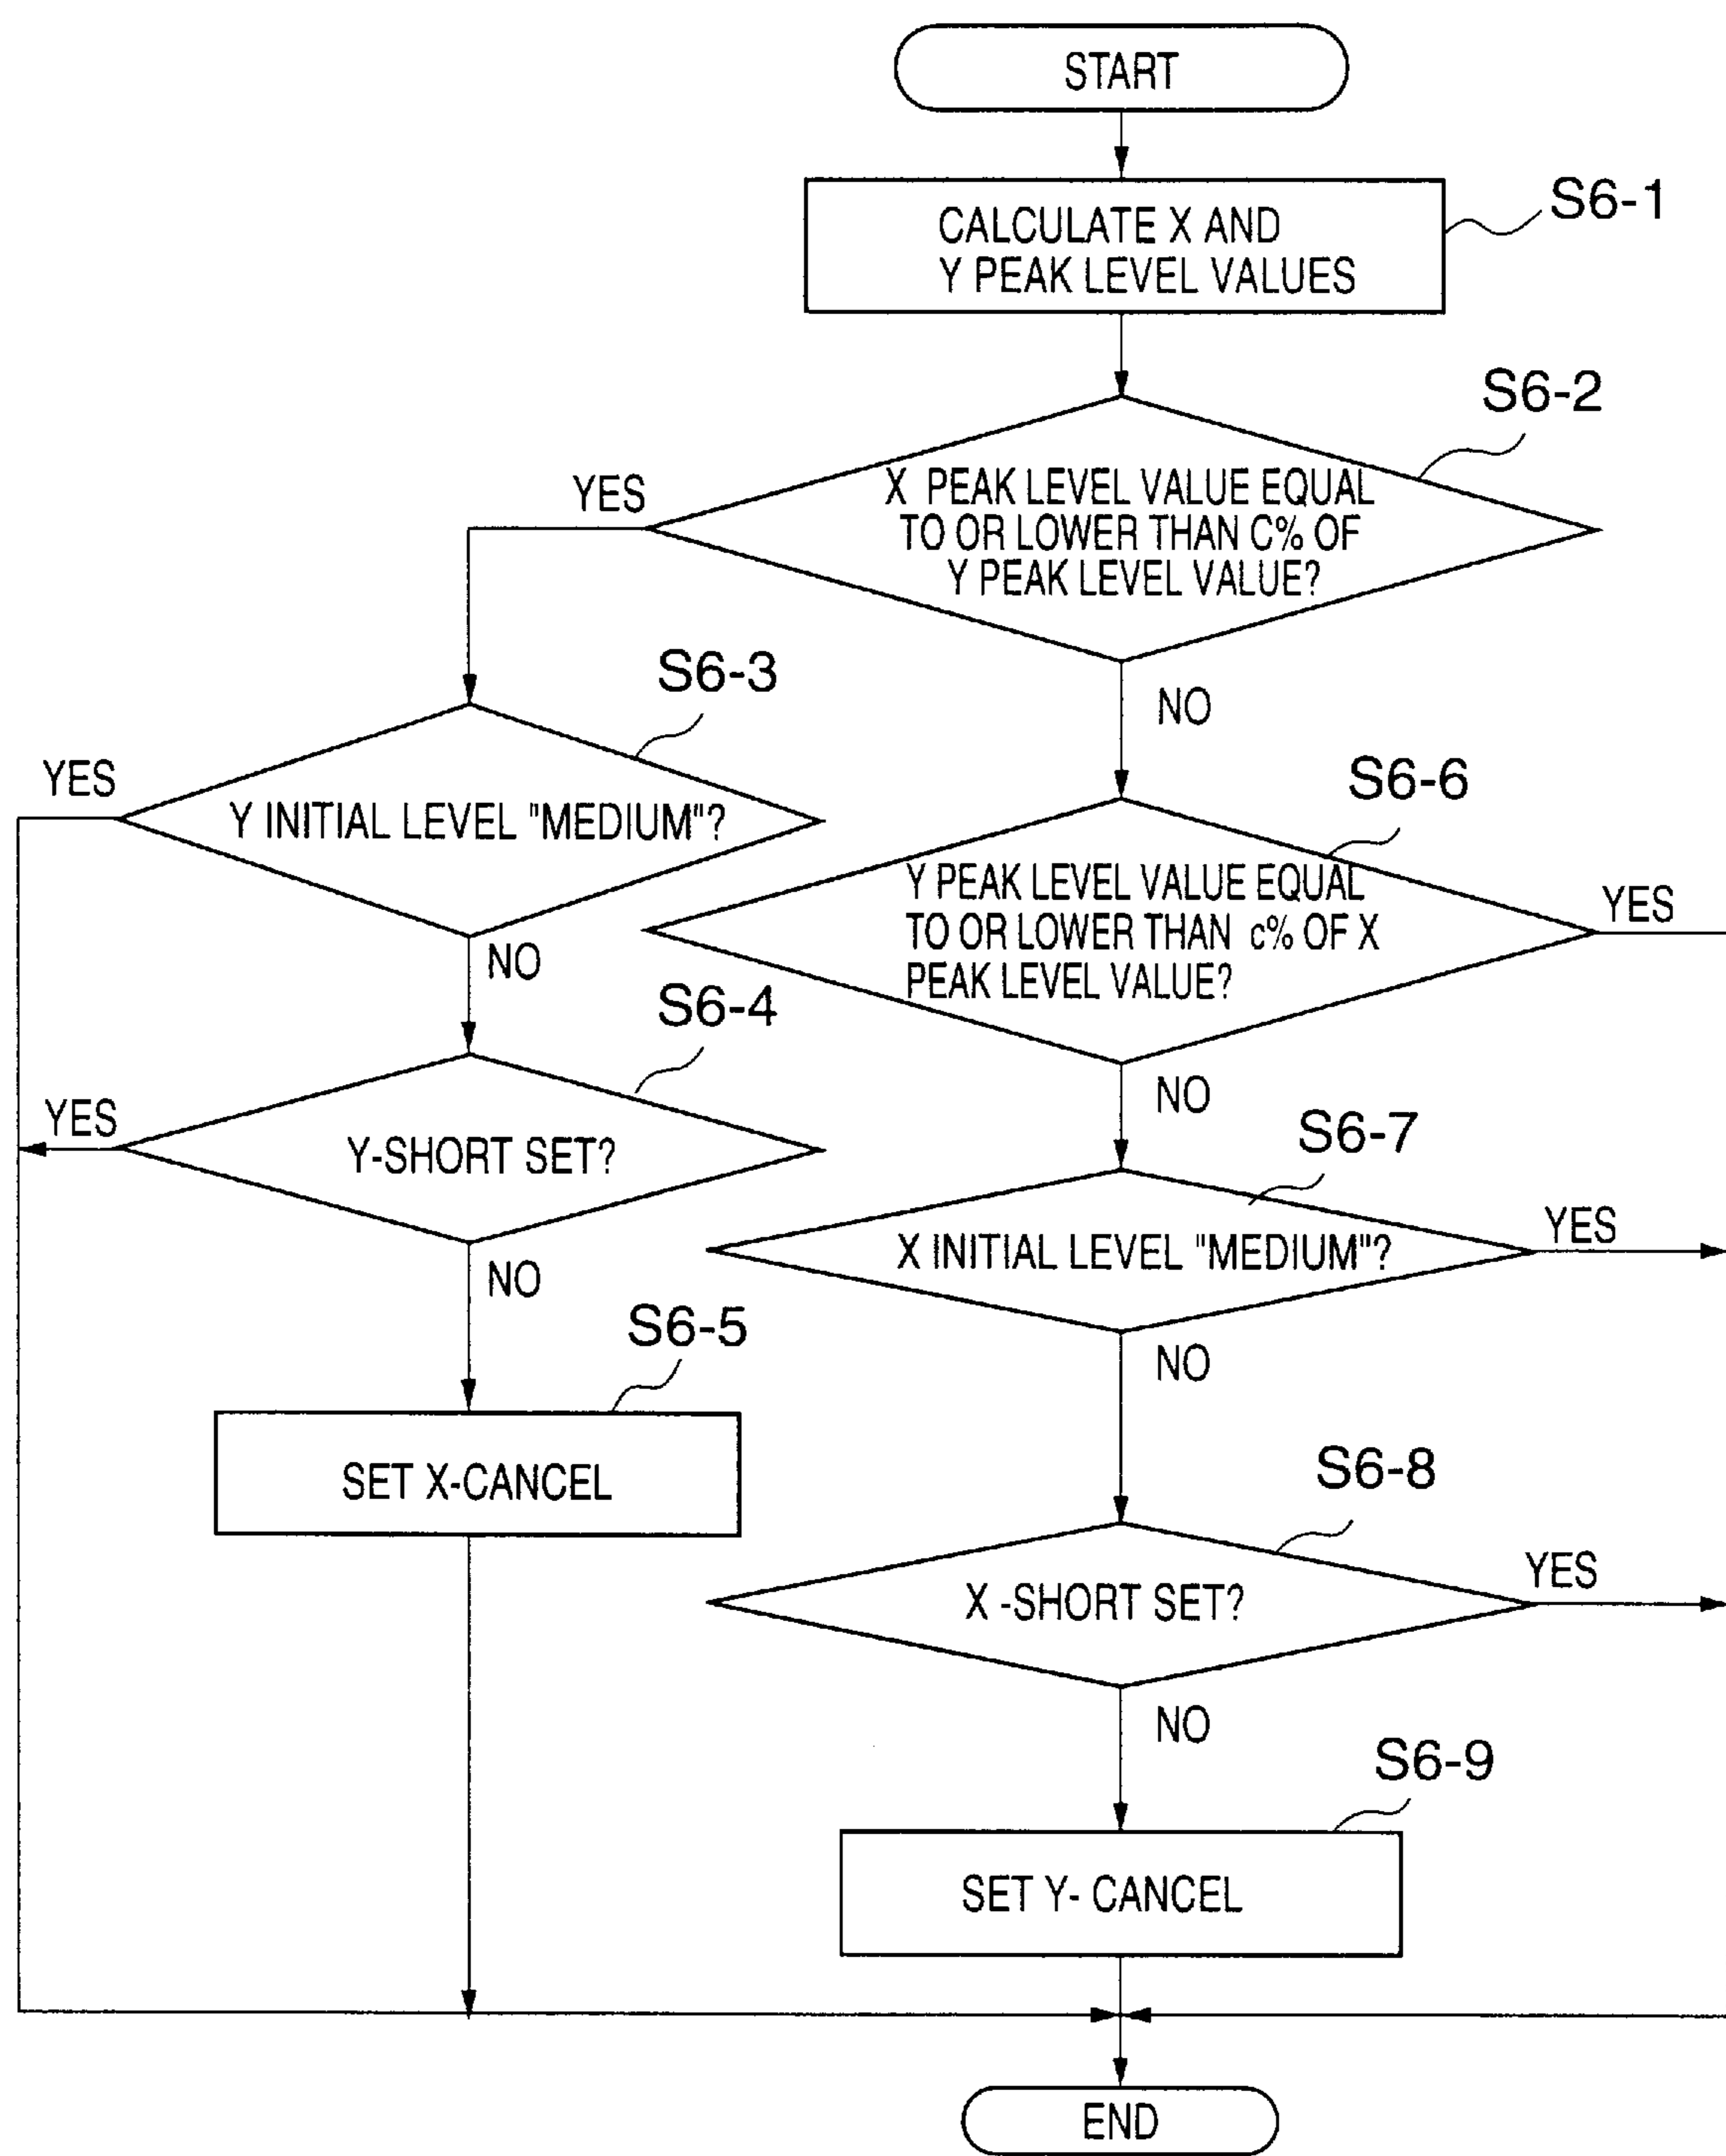 START
S6-1
CALCULATE X AND
Y PEAK LEVEL VALUES
S6-2
YES
X PEAK LEVEL VALUE EQUAL
TO OR LOWER THAN C% OF
Y PEAK LEVEL VALUE?
S6-3
NO
YES
Y INITIAL LEVEL "MEDIUM"?
S6-6
Y PEAK LEVEL VALUE EQUAL
TO OR LOWER THAN c% OF X
PEAK LEVEL VALUE?
YES
NO
S6-4
YES
Y-SHORT SET?
NO
S6-7
X INITIAL LEVEL "MEDIUM"?
YES
NO
S6-5
NO
SET X-CANCEL
S6-8
X -SHORT SET?
YES
NO
S6-9
SET Y- CANCEL
END